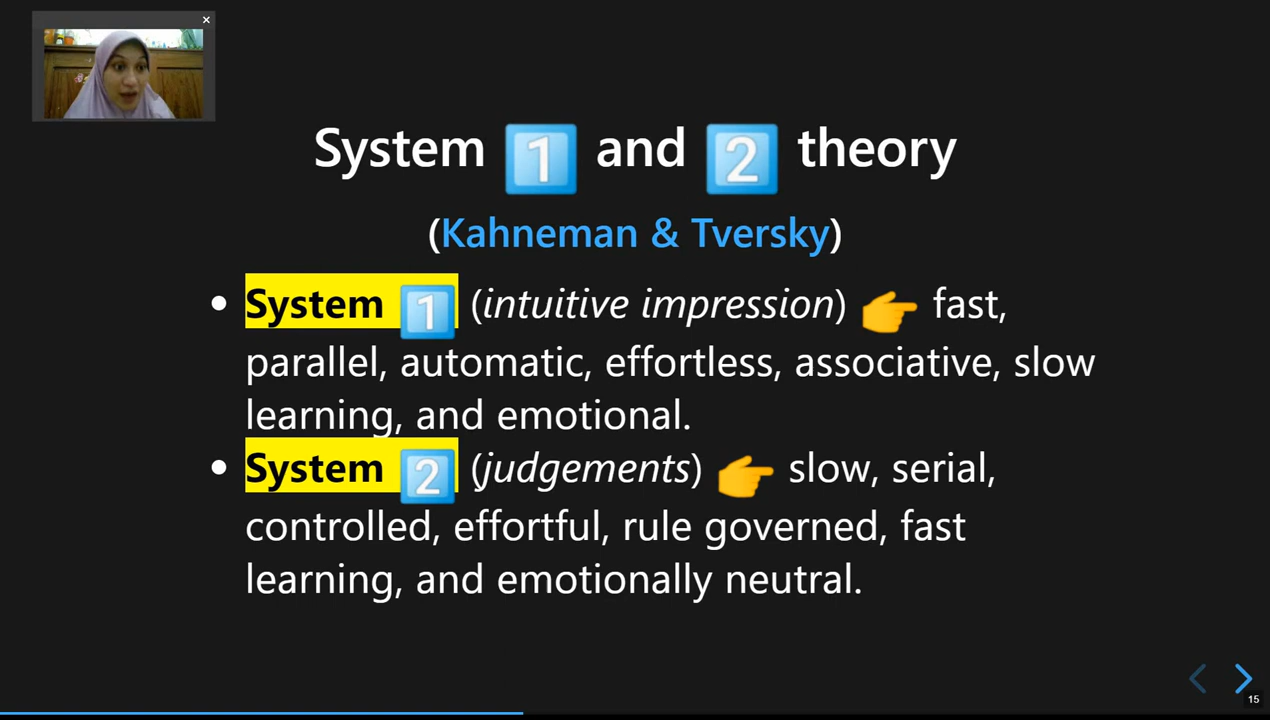 System 1️⃣ and 2️⃣ theory
(Kahneman & Tversky)
• System 1️⃣ (intuitive impression) 👉 fast,
parallel, automatic, effortless, associative, slow
learning, and emotional.
• System 2️⃣ (judgements) 👉 slow, serial,
controlled, effortful, rule governed, fast
learning, and emotionally neutral.
15